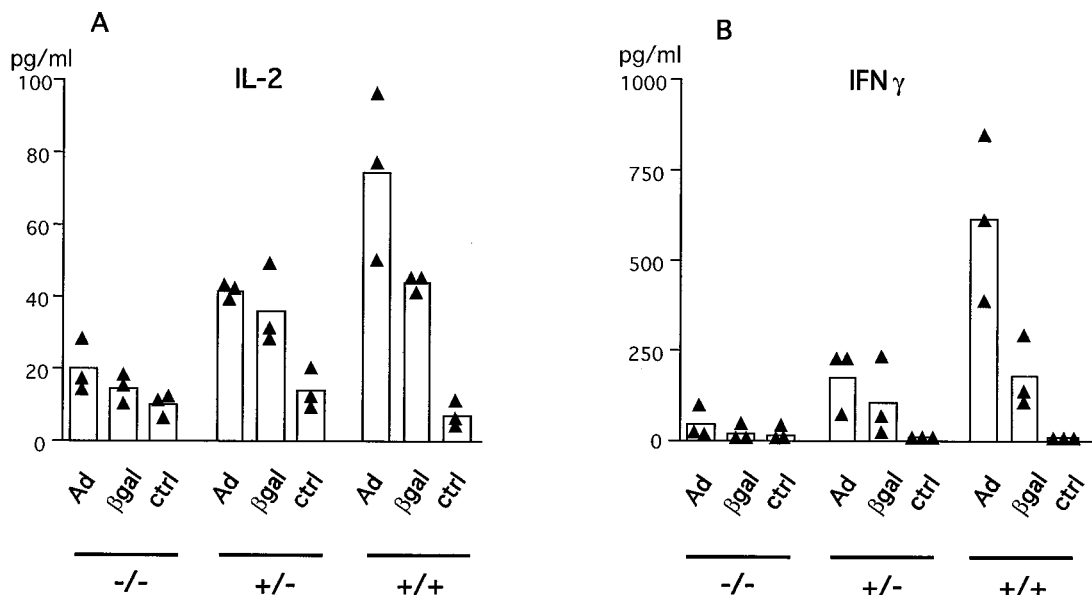 A
pg/ml
IL-2
100
80
60
40
20
0
Ad βgal ctrl Ad βgal ctrl Ad βgal ctrl
-/- +/- +/+
B
pg/ml
IFN γ
1000
750
500
250
0
Ad βgal ctrl Ad βgal ctrl Ad βgal ctrl
-/- +/- +/+